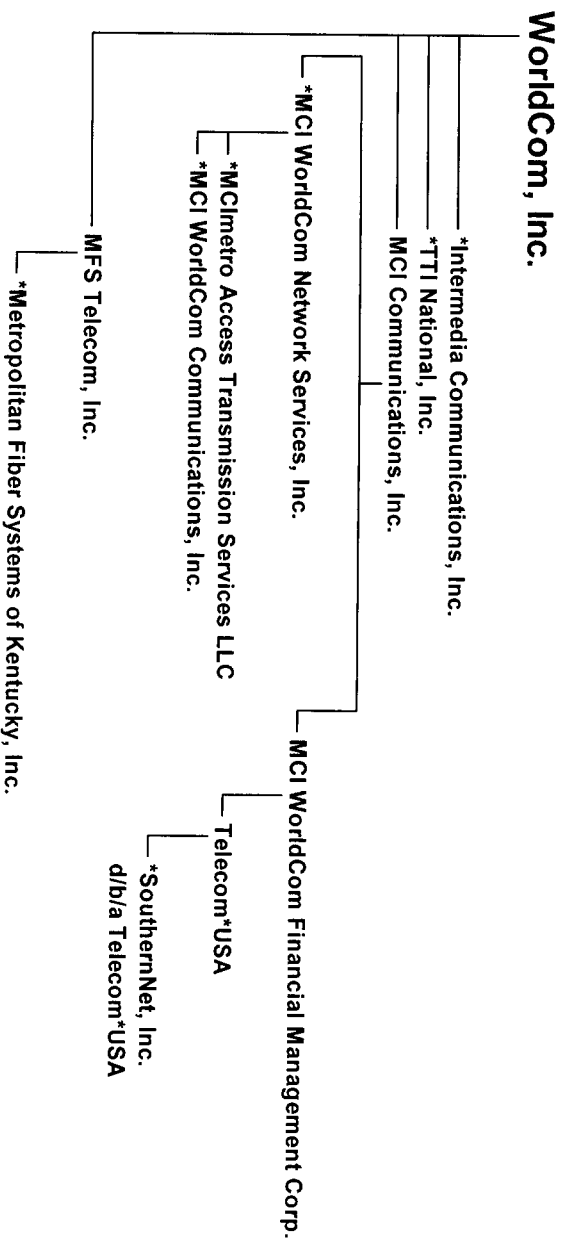 WorldCom, Inc.
*Intermedia Communications, Inc.
*TTI National, Inc.
MCI Communications, Inc.
*MCI WorldCom Network Services, Inc.
*MCImetro Access Transmission Services LLC
*MCI WorldCom Communications, Inc.
MCI WorldCom Financial Management Corp.
Telecom*USA
*SouthernNet, Inc.
d/b/a Telecom*USA
MFS Telecom, Inc.
*Metropolitan Fiber Systems of Kentucky, Inc.